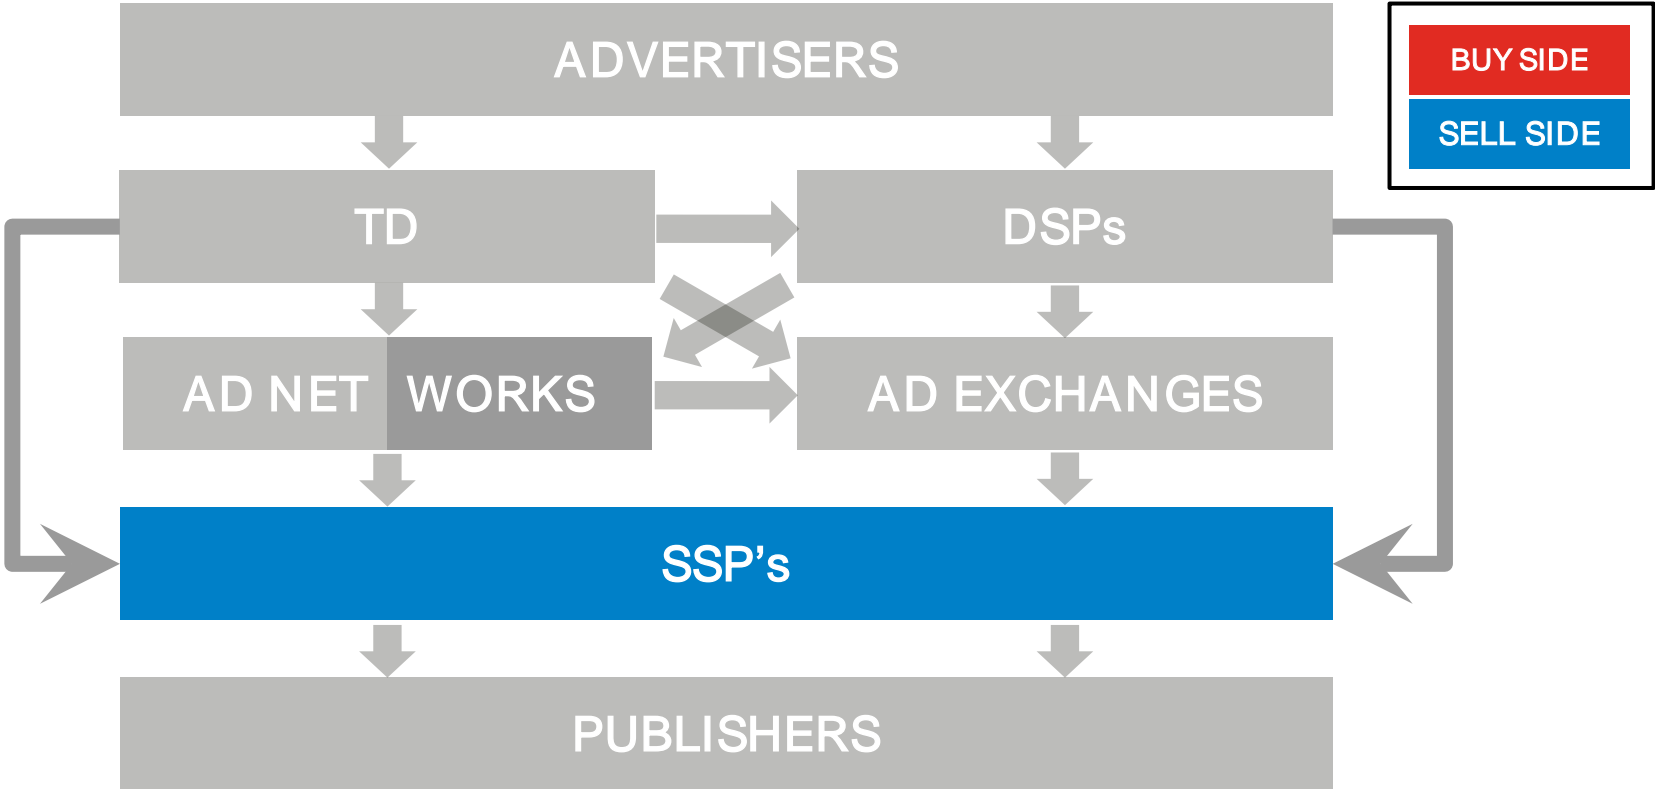 ADVERTISERS
BUY SIDE
SELL SIDE
TD
DSPs
AD NET WORKS
AD EXCHANGES
SSP’s
PUBLISHERS